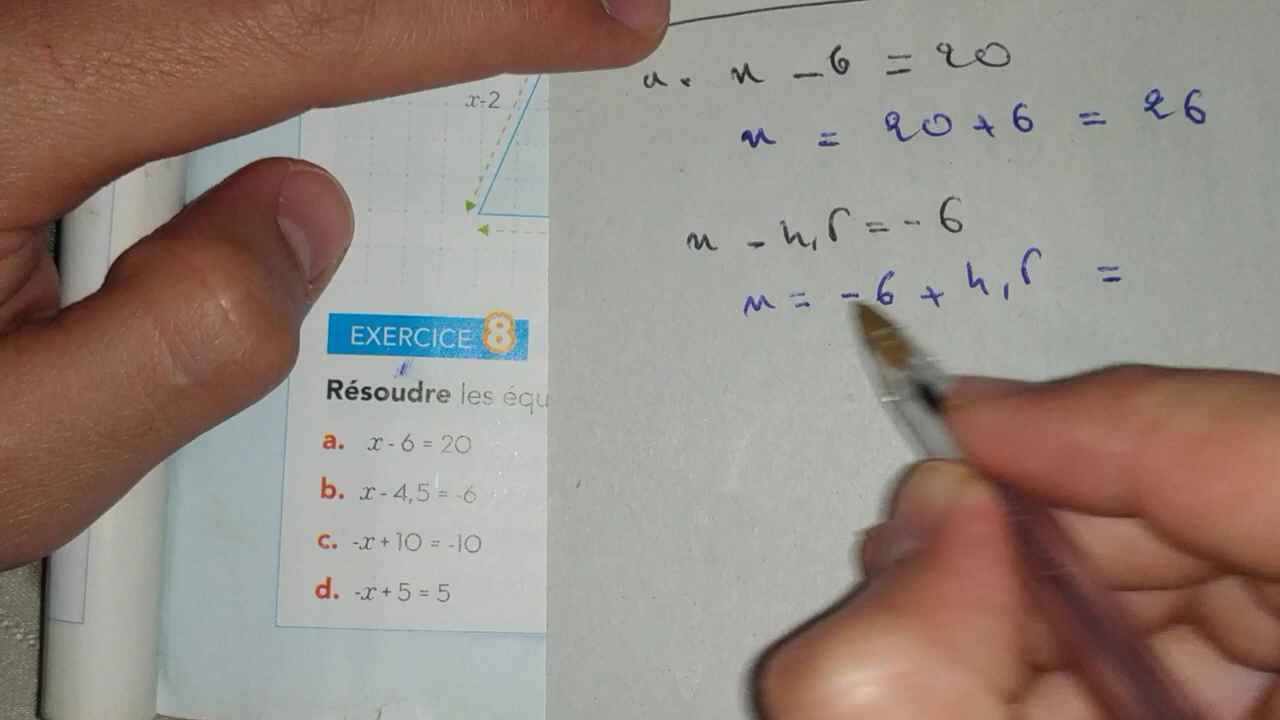 x-2
EXERCICE 8
Résoudre les équ
a. x - 6 = 20
b. x - 4,5 = -6
c. -x + 10 = -10
d. -x + 5 = 5
a. x - 6 = 20
x = 20 + 6 = 26
x - 4,5 = - 6
x = - 6 + 4,5 =